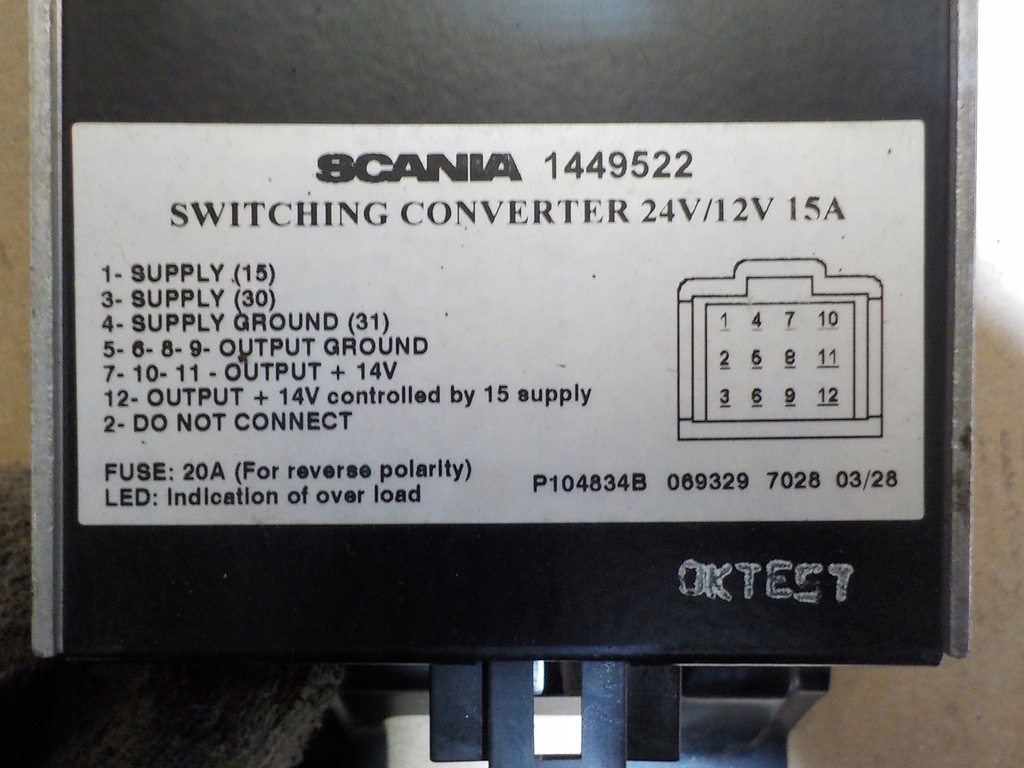 SCANIA 1449522
SWITCHING CONVERTER 24V/12V 15A
1- SUPPLY (15)
3- SUPPLY (30)
4- SUPPLY GROUND (31)
5- 6- 8- 9- OUTPUT GROUND
7- 10- 11 - OUTPUT + 14V
12- OUTPUT + 14V controlled by 15 supply
2- DO NOT CONNECT
1 4 7 10
2 5 8 11
3 6 9 12
FUSE: 20A (For reverse polarity)
LED: Indication of over load
P104834B 069329 7028 03/28
OKTEST